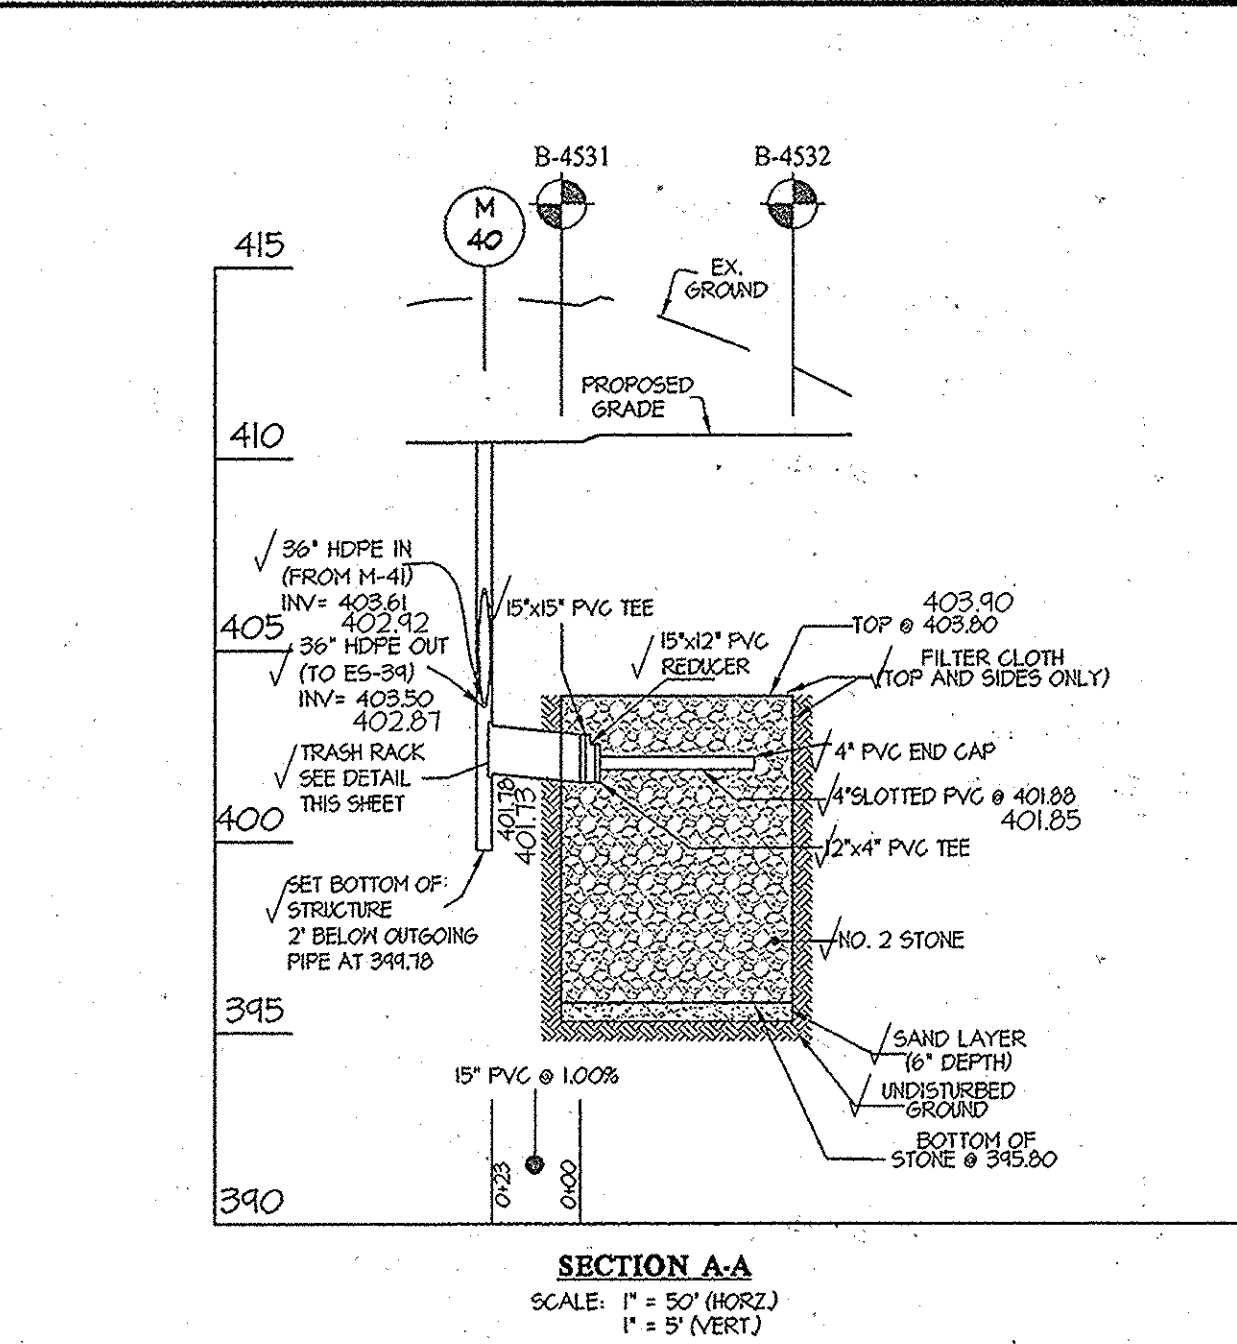 B-4531
B-4532
M
40
415
EX.
GROUND
PROPOSED
GRADE
410
36" HDPE IN
(FROM M-41)
INV= 403.61
402.92
405
36" HDPE OUT
(TO ES-39)
INV= 403.50
402.87
15"x15" PVC TEE
15"x12" PVC
REDUCER
403.90
TOP @ 403.80
FILTER CLOTH
(TOP AND SIDES ONLY)
TRASH RACK
SEE DETAIL
THIS SHEET
4" PVC END CAP
4"SLOTTED PVC @ 401.88
401.85
400
401.78
401.73
12"x4" PVC TEE
SET BOTTOM OF
STRUCTURE
2' BELOW OUTGOING
PIPE AT 399.78
NO. 2 STONE
395
SAND LAYER
(6" DEPTH)
15" PVC @ 1.00%
UNDISTURBED
GROUND
BOTTOM OF
STONE @ 395.80
0+23
0+00
390
SECTION A-A
SCALE: 1" = 50' (HORZ.)
1" = 5' (VERT.)